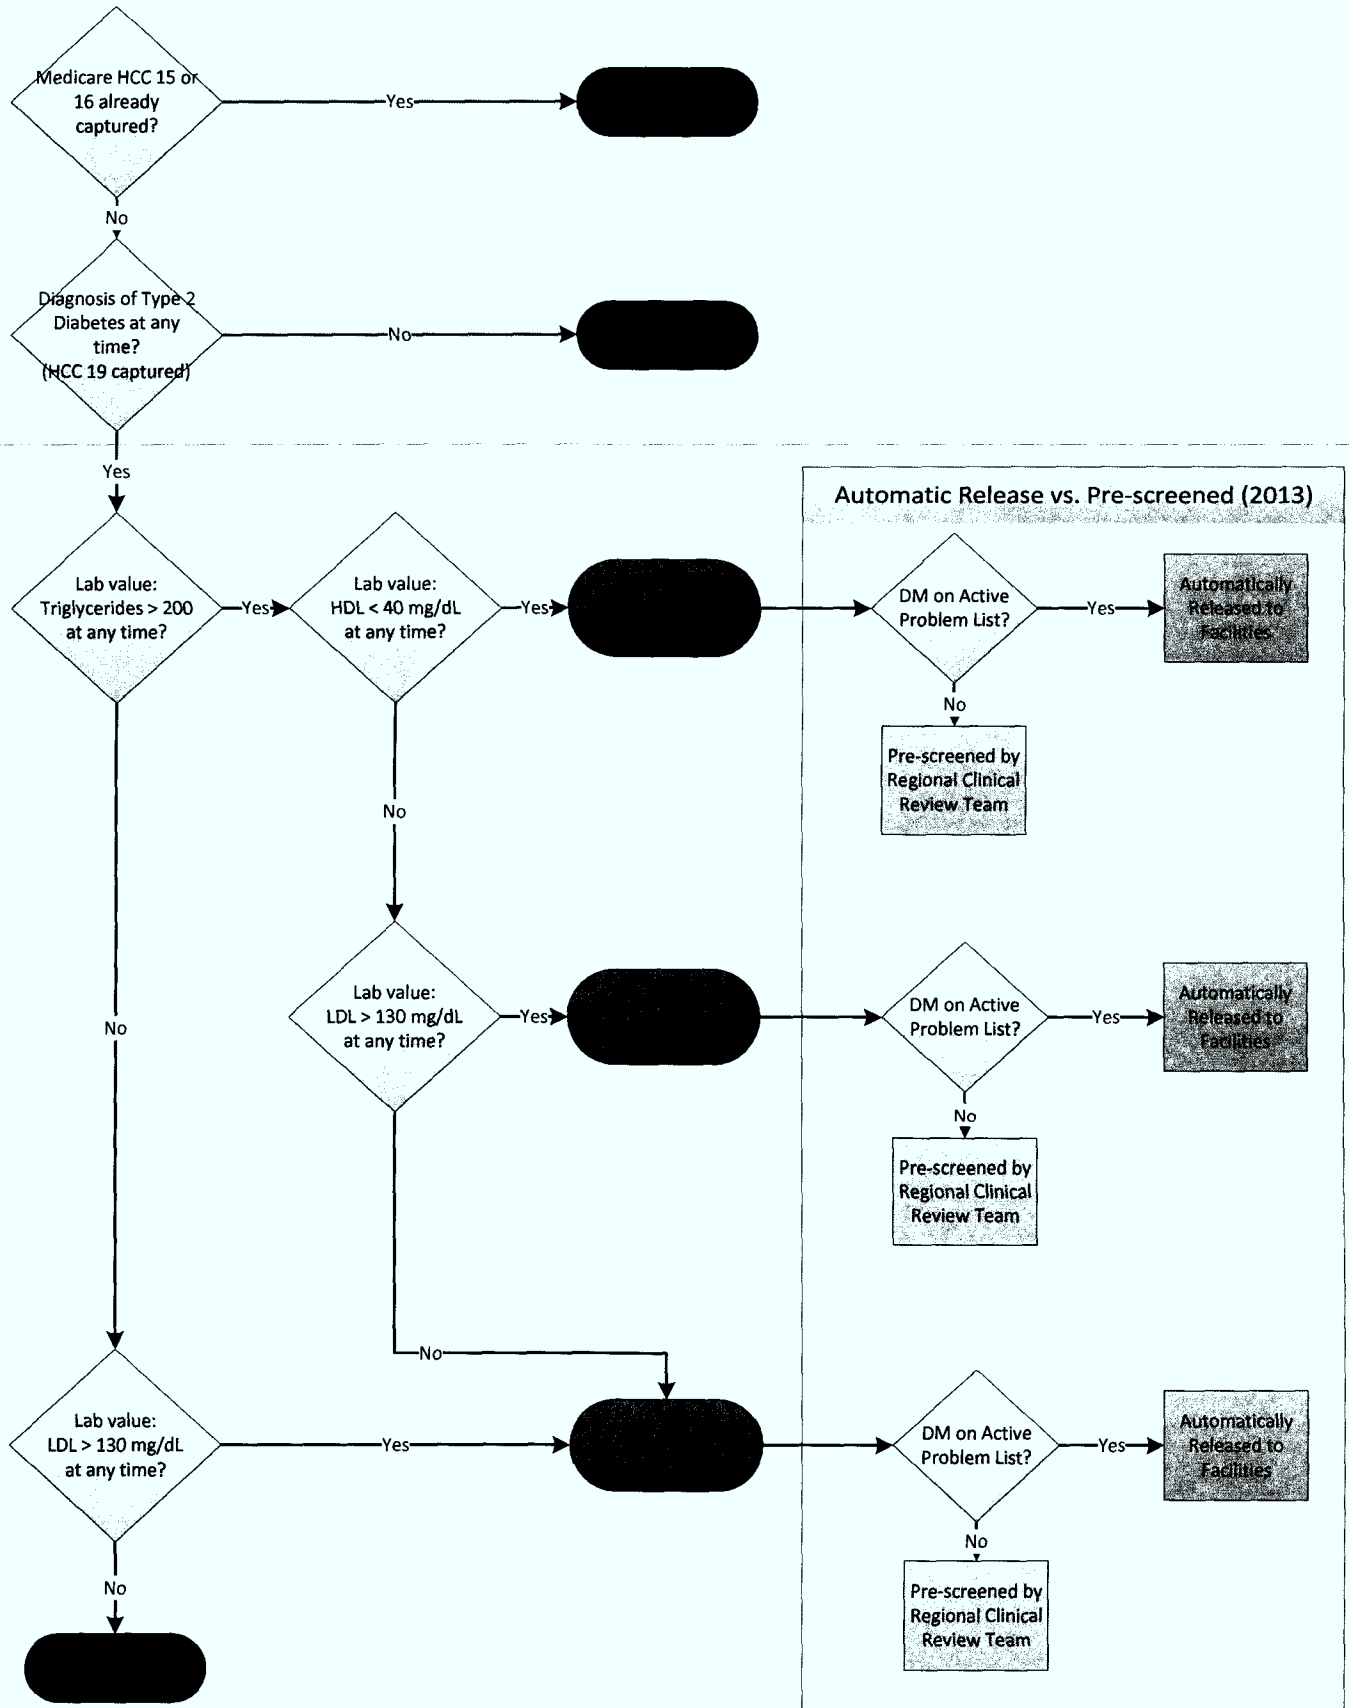 Medicare HCC 15 or
16 already
captured?
Yes
No
Diagnosis of Type 2
Diabetes at any
time?
(HCC 19 captured)
No
Yes
Automatic Release vs. Pre-screened (2013)
Lab value:
Triglycerides > 200
at any time?
Yes
Lab value:
HDL < 40 mg/dL
at any time?
Yes
DM on Active
Problem List?
Yes
Automatically
Released to
Facilities
No
Pre-screened by
Regional Clinical
Review Team
No
No
Lab value:
LDL > 130 mg/dL
at any time?
Yes
DM on Active
Problem List?
Yes
Automatically
Released to
Facilities
No
Pre-screened by
Regional Clinical
Review Team
No
Lab value:
LDL > 130 mg/dL
at any time?
Yes
DM on Active
Problem List?
Yes
Automatically
Released to
Facilities
No
Pre-screened by
Regional Clinical
Review Team
No